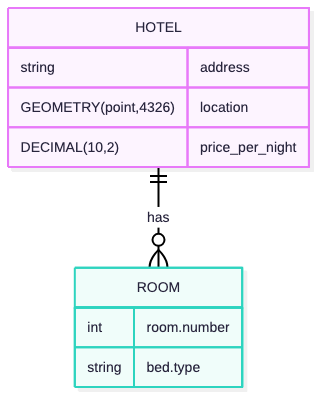 HOTEL
string address
GEOMETRY(point,4326) location
DECIMAL(10,2) price_per_night
has
ROOM
int room.number
string bed.type